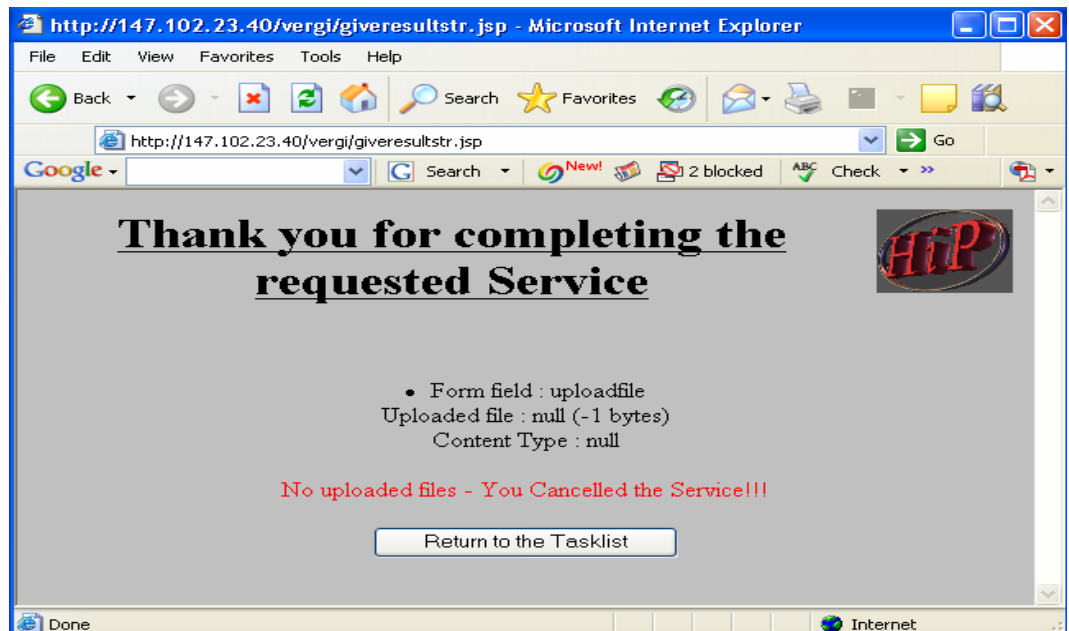 http://147.102.23.40/vergi/giveresultstr.jsp - Microsoft Internet Explorer
File Edit View Favorites Tools Help
Back Search Favorites
http://147.102.23.40/vergi/giveresultstr.jsp Go
Google Search New! 2 blocked ABC Check »
Thank you for completing the
requested Service
HiP
• Form field : uploadfile
Uploaded file : null (-1 bytes)
Content Type : null
No uploaded files - You Cancelled the Service!!!
Return to the Tasklist
Done Internet